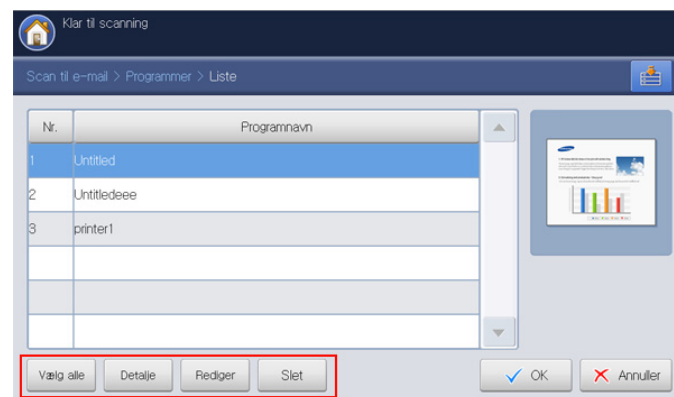 Klar til scanning
Scan til e-mail > Programmer > Liste
Nr. Programnavn
1 Untitled
2 Untitledeee
3 printer1
Vælg alle Detalje Rediger Slet OK Annuller